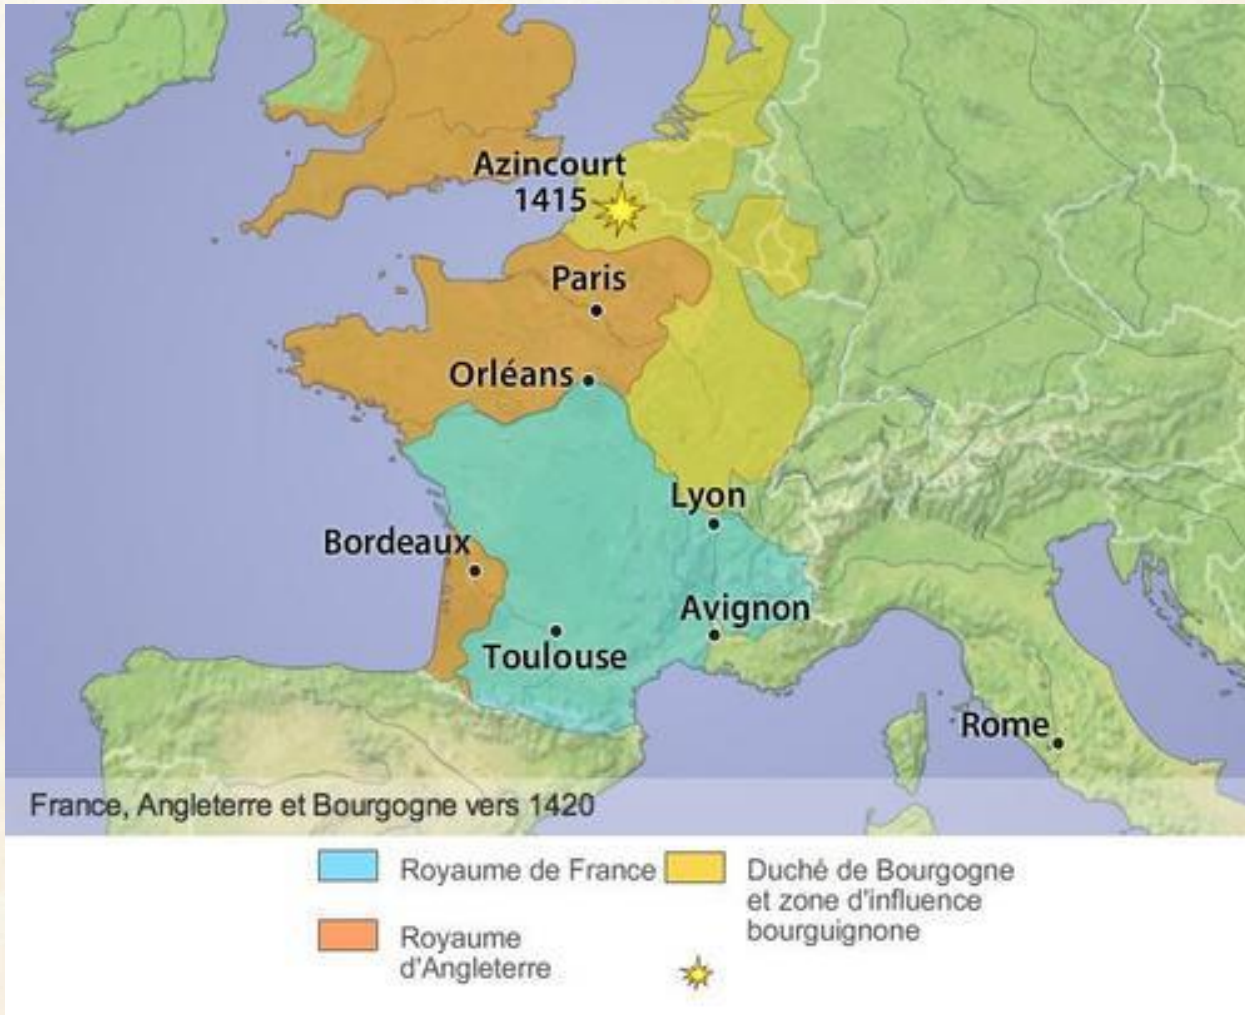 Azincourt
1415
Paris
Orléans
Lyon
Bordeaux
Avignon
Toulouse
Rome
France, Angleterre et Bourgogne vers 1420
Royaume de France
Royaume
d'Angleterre
Duché de Bourgogne
et zone d'influence
bourguignone